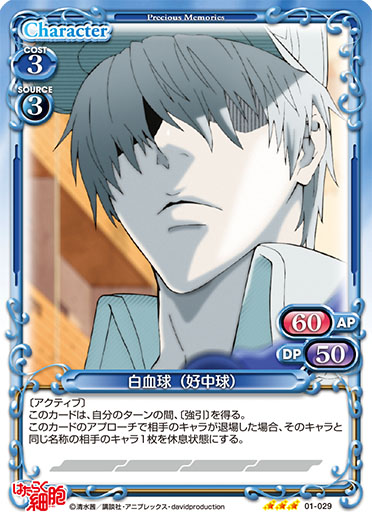 Precious Memories
Character
COST
3
SOURCE
3
60 AP
DP 50
白血球（好中球）
〔アクティブ〕
このカードは、自分のターンの間、〔強引〕を得る。
このカードのアプローチで相手のキャラが退場した場合、そのキャラと
同じ名称の相手のキャラ1枚を休息状態にする。
はたらく細胞
©清水茜／講談社・アニプレックス・davidproduction
★★★ 01-029